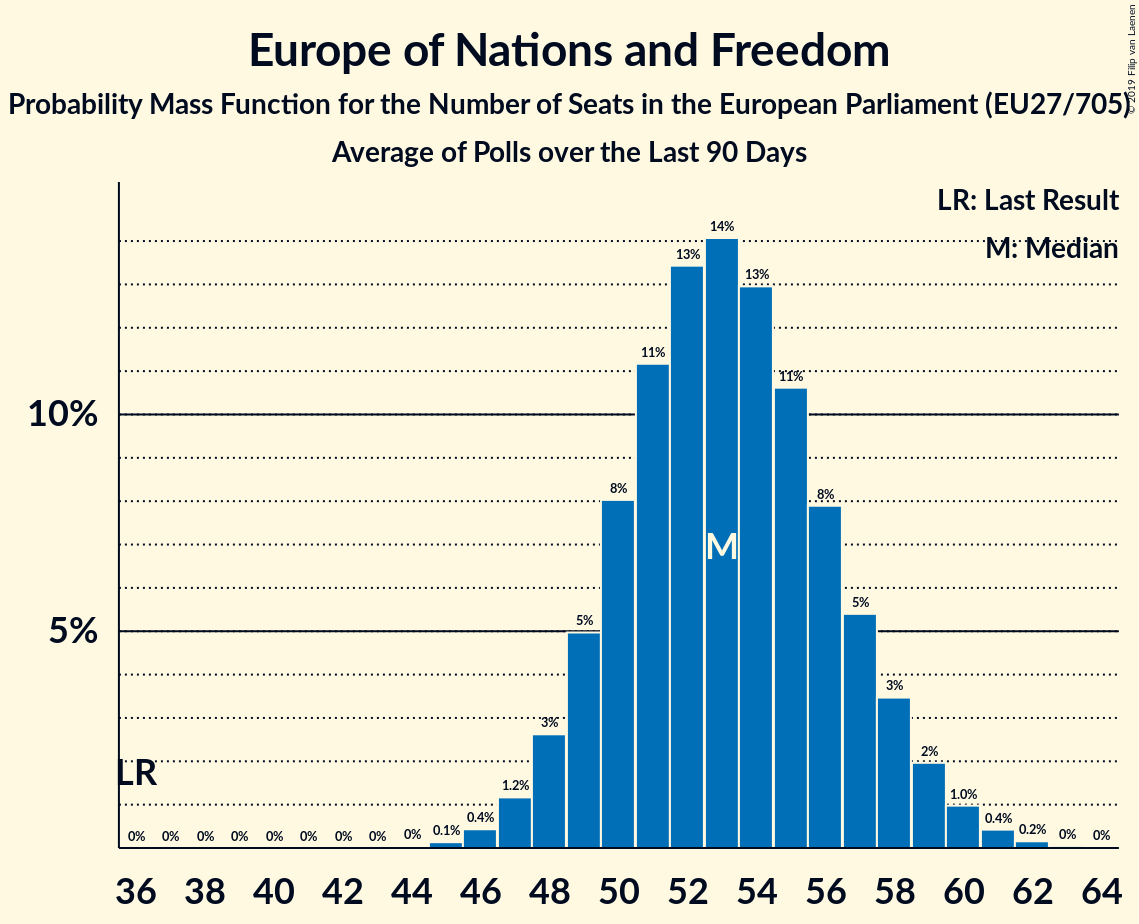 Europe of Nations and Freedom
Probability Mass Function for the Number of Seats in the European Parliament (EU27/705)
Average of Polls over the Last 90 Days
© 2019 Filip van Laenen
LR: Last Result
M: Median
10%
5%
LR
M
0% 0% 0% 0% 0% 0% 0% 0% 0% 0.1% 0.4% 1.2% 3% 5% 8% 11% 13% 14% 13% 11% 8% 5% 3% 2% 1.0% 0.4% 0.2% 0% 0%
36 38 40 42 44 46 48 50 52 54 56 58 60 62 64